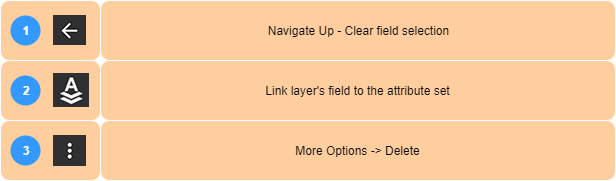 1 Navigate Up - Clear field selection
2 A Link layer's field to the attribute set
3 More Options -> Delete